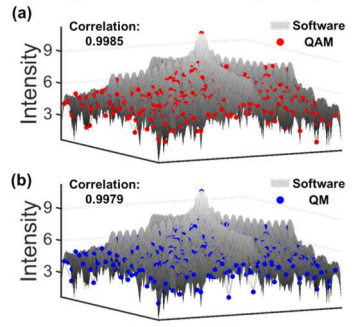 (a)
Correlation:
0.9985
Software
QAM
9
6
3
Intensity
(b)
Correlation:
0.9979
Software
QM
9
6
3
Intensity